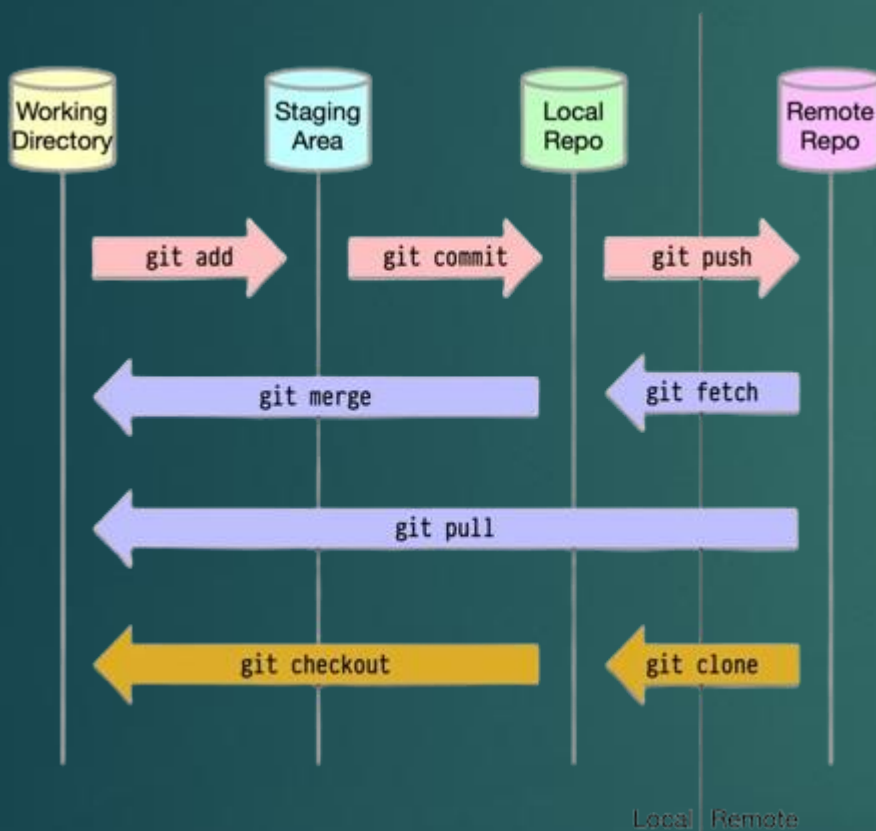 Working
Directory
Staging
Area
Local
Repo
Remote
Repo
git add
git commit
git push
git merge
git fetch
git pull
git checkout
git clone
Local
Remote